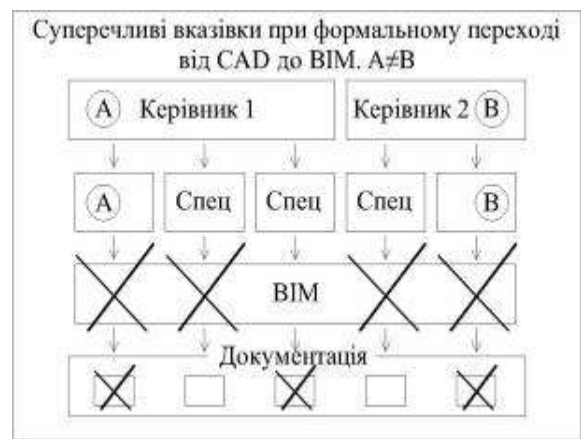 Суперечливі вказівки при формальному переході
від CAD до BIM. A≠B
A Керівник 1 Керівник 2 B
A Спец Спец Спец B
BIM
Документація